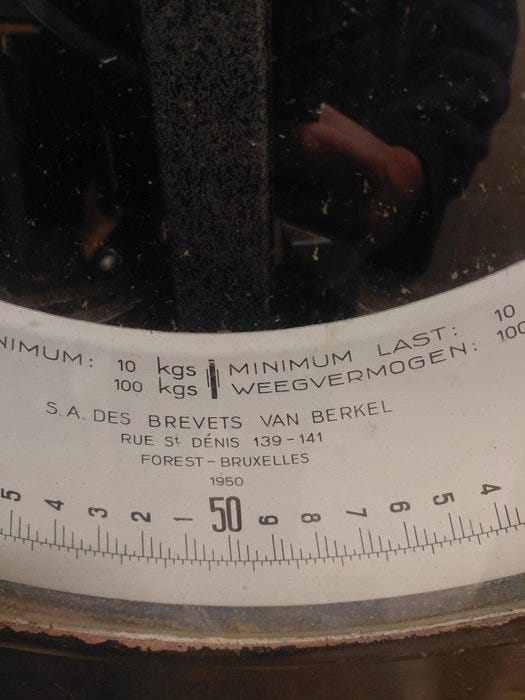 NIMUM: 10 kgs MINIMUM LAST: 10
100 kgs WEEGVERMOGEN: 100
S.A. DES BREVETS VAN BERKEL
RUE St. DÉNIS 139-141
FOREST-BRUXELLES
1950
5 4 3 2 1 50 9 8 7 6 5 4